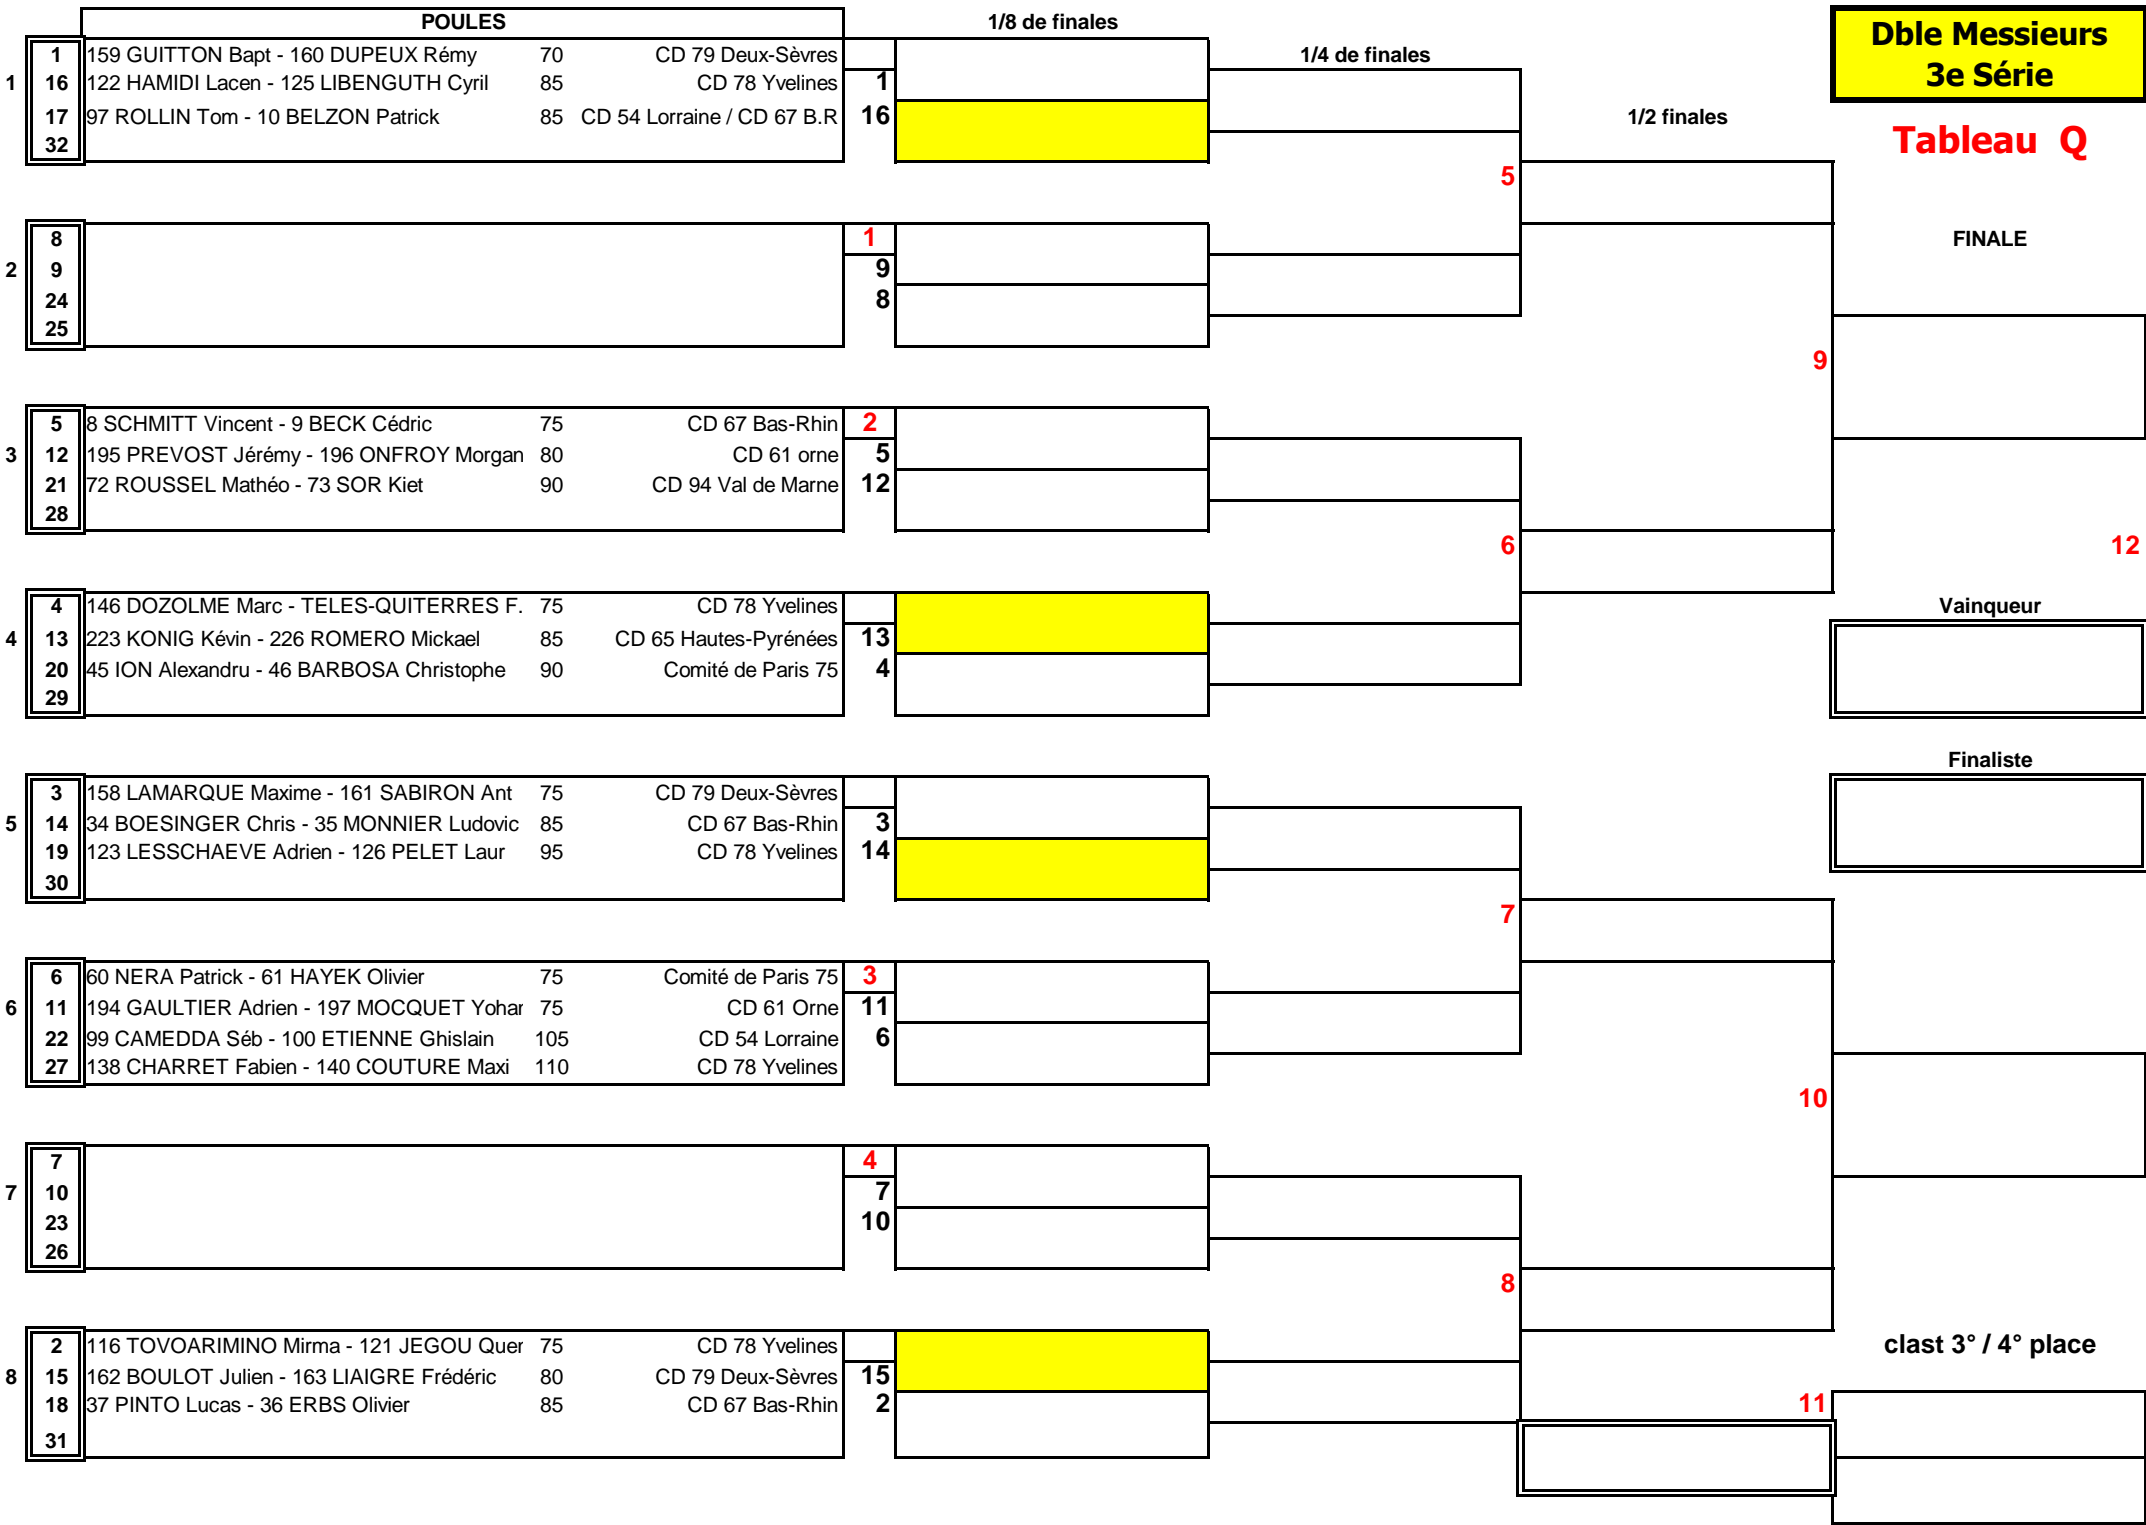 POULES 1/8 de finales
Dble Messieurs
3e Série
1 159 GUITTON Bapt - 160 DUPEUX Rémy 70 CD 79 Deux-Sèvres 1/4 de finales
1 16 122 HAMIDI Lacen - 125 LIBENGUTH Cyril 85 CD 78 Yvelines 1
17 97 ROLLIN Tom - 10 BELZON Patrick 85 CD 54 Lorraine / CD 67 B.R 16 1/2 finales
32 Tableau Q
5
8 1 FINALE
2 9 9
24 8
25
9
5 8 SCHMITT Vincent - 9 BECK Cédric 75 CD 67 Bas-Rhin 2
3 12 195 PREVOST Jérémy - 196 ONFROY Morgan 80 CD 61 orne 5
21 72 ROUSSEL Mathéo - 73 SOR Kiet 90 CD 94 Val de Marne 12
28
6 12
4 146 DOZOLME Marc - TELES-QUITERRES F. 75 CD 78 Yvelines Vainqueur
4 13 223 KONIG Kévin - 226 ROMERO Mickael 85 CD 65 Hautes-Pyrénées 13
20 45 ION Alexandru - 46 BARBOSA Christophe 90 Comité de Paris 75 4
29
Finaliste
3 158 LAMARQUE Maxime - 161 SABIRON Ant 75 CD 79 Deux-Sèvres
5 14 34 BOESINGER Chris - 35 MONNIER Ludovic 85 CD 67 Bas-Rhin 3
19 123 LESSCHAEVE Adrien - 126 PELET Laur 95 CD 78 Yvelines 14
30
7
6 60 NERA Patrick - 61 HAYEK Olivier 75 Comité de Paris 75 3
6 11 194 GAULTIER Adrien - 197 MOCQUET Yohar 75 CD 61 Orne 11
22 99 CAMEDDA Séb - 100 ETIENNE Ghislain 105 CD 54 Lorraine 6
27 138 CHARRET Fabien - 140 COUTURE Maxi 110 CD 78 Yvelines
10
7 4
7 10 7
23 10
26
8
2 116 TOVOARIMINO Mirma - 121 JEGOU Quer 75 CD 78 Yvelines clast 3° / 4° place
8 15 162 BOULOT Julien - 163 LIAIGRE Frédéric 80 CD 79 Deux-Sèvres 15
18 37 PINTO Lucas - 36 ERBS Olivier 85 CD 67 Bas-Rhin 2 11
31